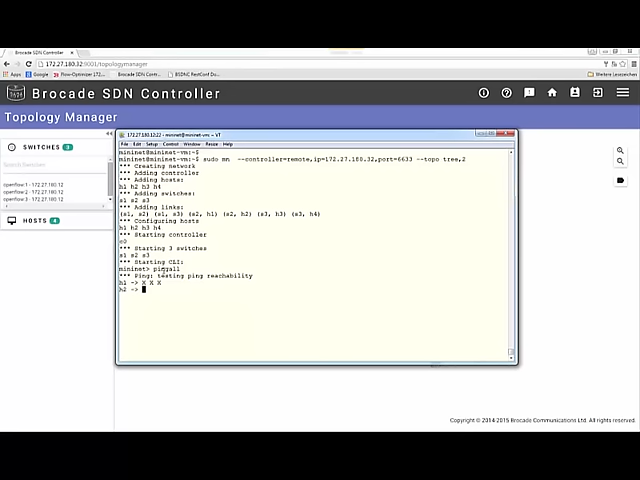 Brocade SDN Controller
172.27.180.32:9001/topologymanager
Apps Google Flow-Optimizer 172... Brocade SDN Contr... BSDNC RestConf Du... Weitere Lesezeichen
Brocade SDN Controller
Topology Manager
SWITCHES 3
Search Switches
openflow:1 - 172.27.180.12
openflow:2 - 172.27.180.12
openflow:3 - 172.27.180.12
HOSTS 4
172.27.180.12:22 - mininet@mininet-vm: ~ VT
File Edit Setup Control Window Resize Help
mininet@mininet-vm:~$
mininet@mininet-vm:~$ sudo mn --controller=remote,ip=172.27.180.32,port=6633 --topo tree,2
*** Creating network
*** Adding controller
*** Adding hosts:
h1 h2 h3 h4
*** Adding switches:
s1 s2 s3
*** Adding links:
(s1, s2) (s1, s3) (s2, h1) (s2, h2) (s3, h3) (s3, h4)
*** Configuring hosts
h1 h2 h3 h4
*** Starting controller
c0
*** Starting 3 switches
s1 s2 s3
*** Starting CLI:
mininet> pingall
*** Ping: testing ping reachability
h1 -> X X X
h2 ->
Copyright © 2014-2015 Brocade Communications Ltd. All rights reserved.